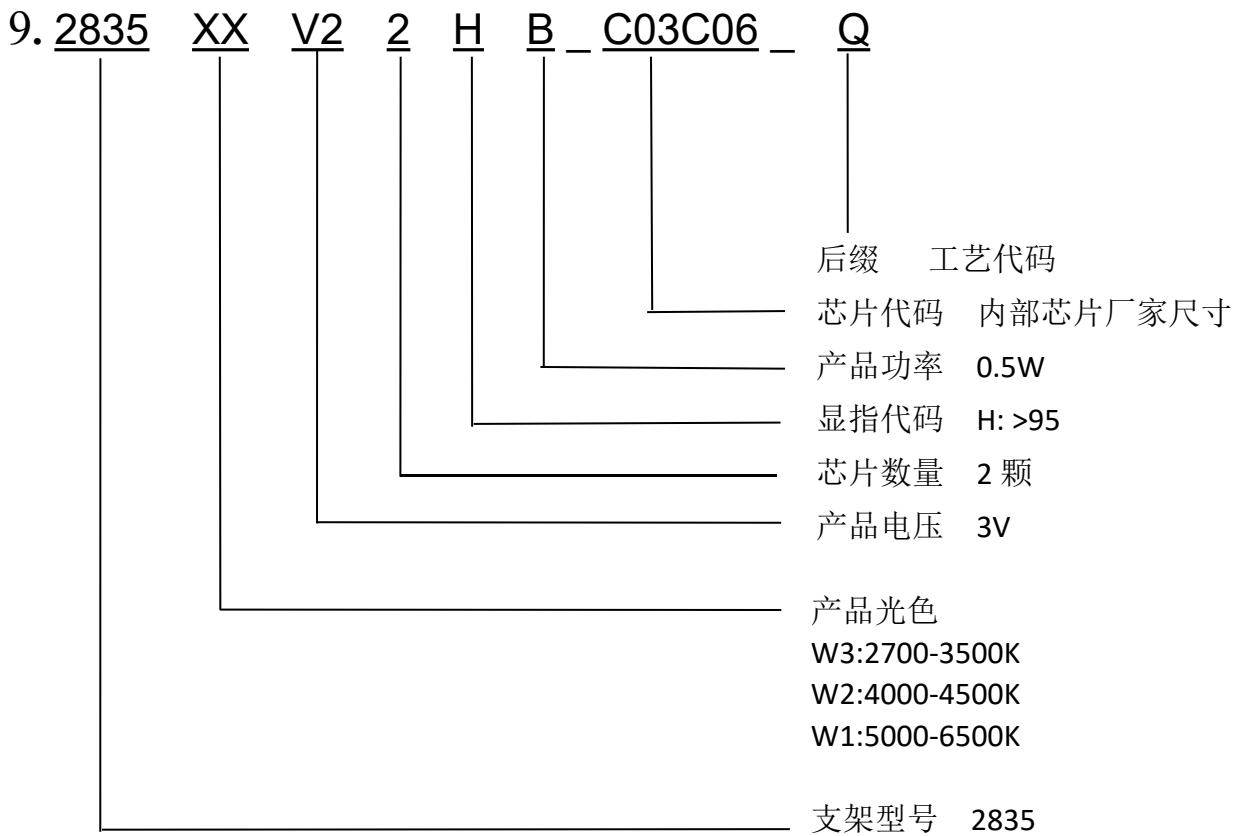 9. 2835 XX V2 2 H B _ C03C06 _ Q
后缀 工艺代码
芯片代码 内部芯片厂家尺寸
产品功率 0.5W
显指代码 H: >95
芯片数量 2 颗
产品电压 3V
产品光色
W3:2700-3500K
W2:4000-4500K
W1:5000-6500K
支架型号 2835